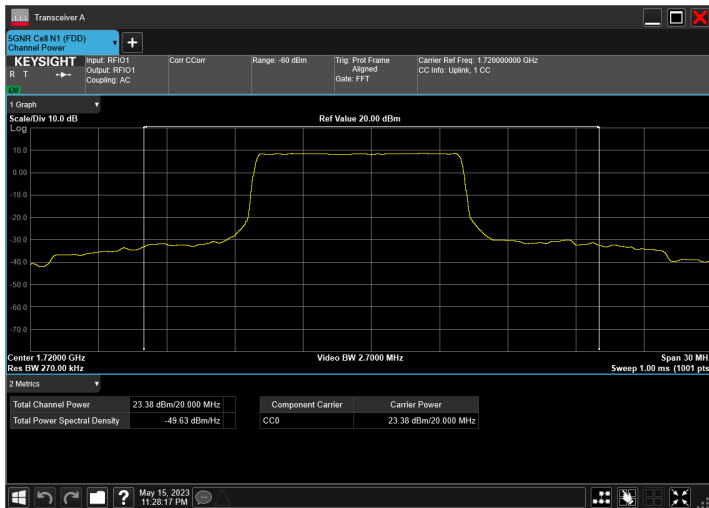 Transceiver A
5GNR Cell N1 (FDD)
Channel Power
KEYSIGHT
R T
LXI
Input: RFIO1
Output: RFIO1
Coupling: AC
Corr CCorr
Range: -60 dBm
Trig: Prot Frame
Aligned
Gate: FFT
Carrier Ref Freq: 1.720000000 GHz
CC Info: Uplink, 1 CC
1 Graph
Scale/Div 10.0 dB
Ref Value 20.00 dBm
Log
10.0
0.00
-10.0
-20.0
-30.0
-40.0
-50.0
-60.0
-70.0
Center 1.72000 GHz
Video BW 2.7000 MHz
Span 30 MH
Res BW 270.00 kHz
Sweep 1.00 ms (1001 pts
2 Metrics
Total Channel Power 23.38 dBm/20.000 MHz
Total Power Spectral Density -49.63 dBm/Hz
Component Carrier Carrier Power
CC0 23.38 dBm/20.000 MHz
May 15, 2023
11:28:17 PM